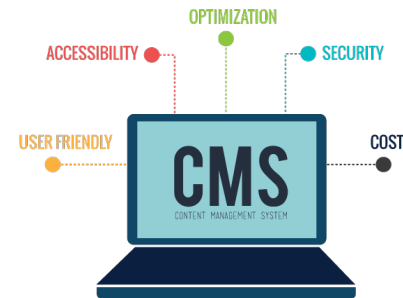 OPTIMIZATION
ACCESSIBILITY
SECURITY
USER FRIENDLY
COST
CMS
CONTENT MANAGEMENT SYSTEM